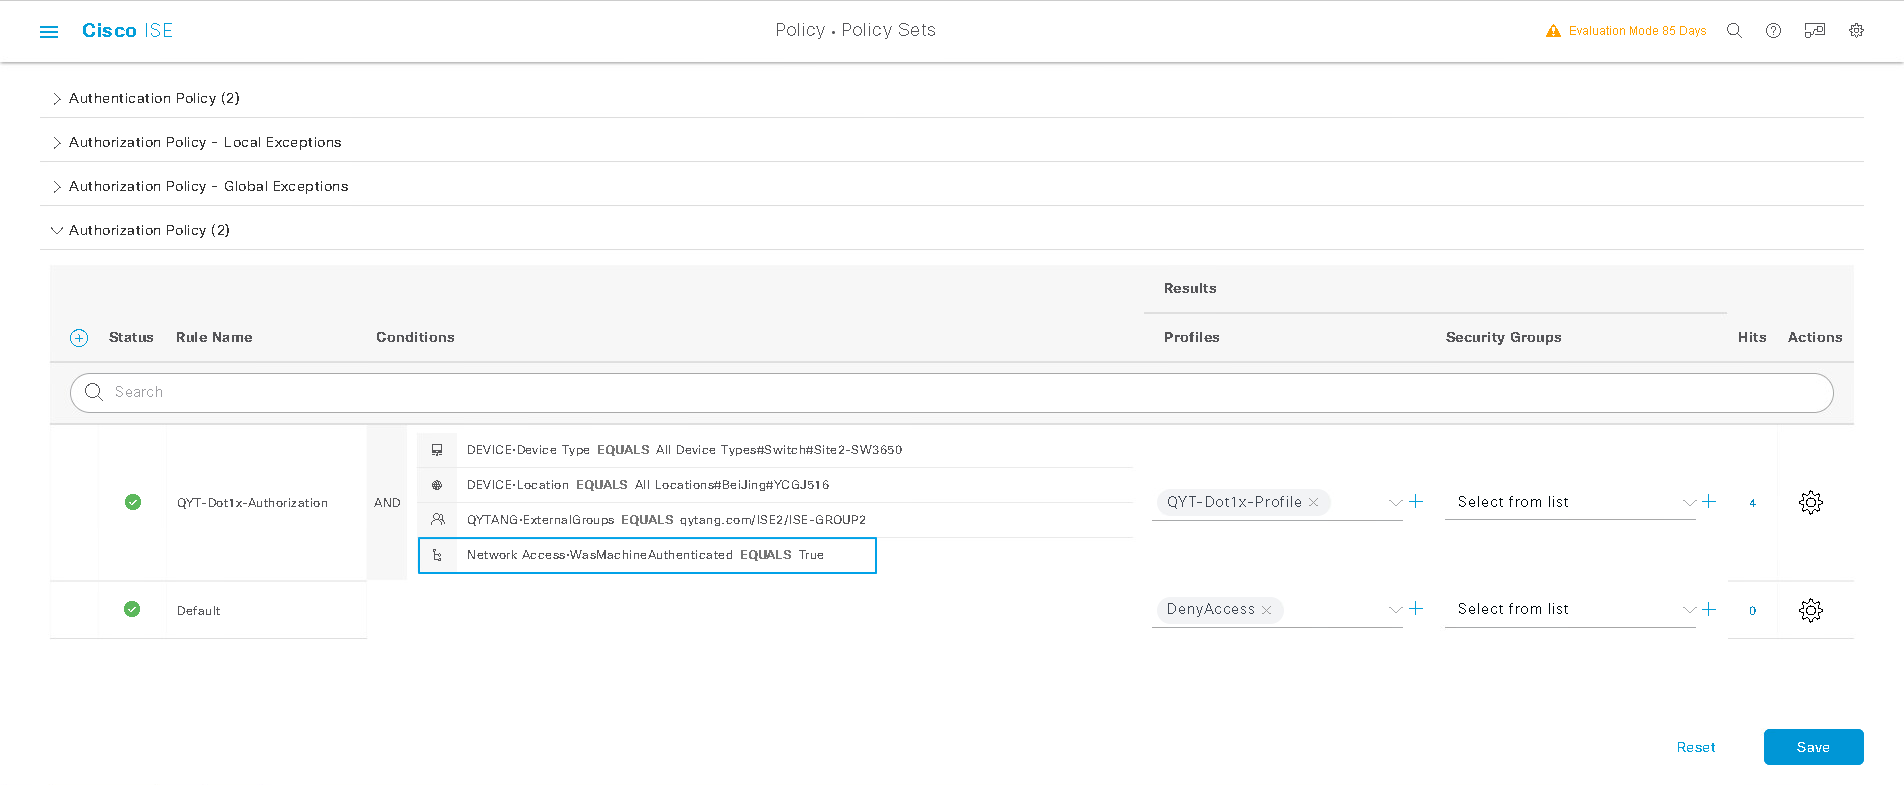 Cisco ISE
Policy · Policy Sets
Evaluation Mode 85 Days
Authentication Policy (2)
Authorization Policy - Local Exceptions
Authorization Policy - Global Exceptions
Authorization Policy (2)
Results
Status Rule Name Conditions Profiles Security Groups Hits Actions
Search
QYT-Dot1x-Authorization
AND
DEVICE·Device Type EQUALS All Device Types#Switch#Site2-SW3650
DEVICE·Location EQUALS All Locations#BeiJing#YCGJ516
QYTANG·ExternalGroups EQUALS qytang.com/ISE2/ISE-GROUP2
Network Access·WasMachineAuthenticated EQUALS True
QYT-Dot1x-Profile
Select from list
4
Default
DenyAccess
Select from list
0
Reset
Save